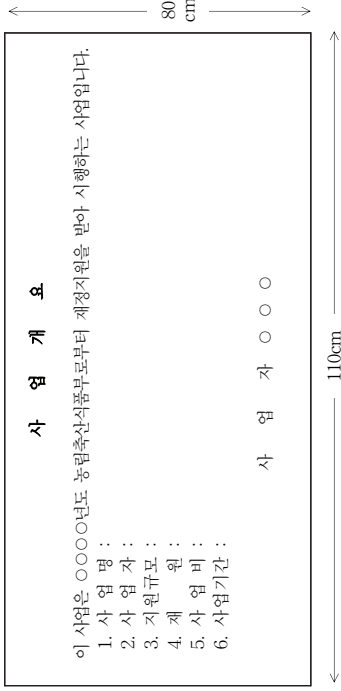 사 업 개 요
이 사업은 ○○○○년도 농림축산식품부로부터 재정지원을 받아 시행하는 사업입니다.
1. 사 업 명 :
2. 사 업 자 :
3. 지원규모 :
4. 재 원 :
5. 사 업 비 :
6. 사업기간 :
사 업 자 ○ ○ ○
80
cm
110cm